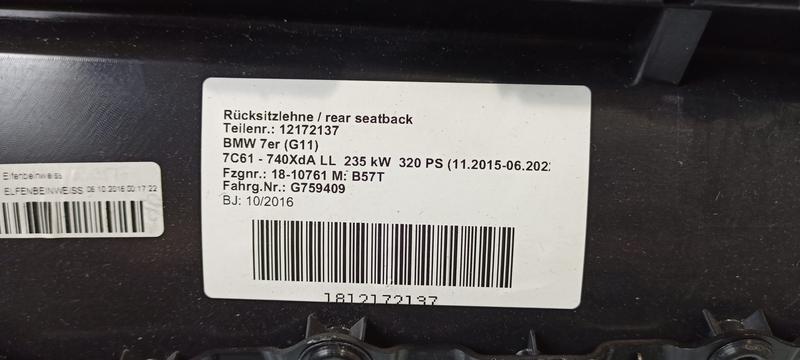 Rücksitzlehne / rear seatback
Teilenr.: 12172137
BMW 7er (G11)
7C61 - 740XdA LL 235 kW 320 PS (11.2015-06.202
Fzgnr.: 18-10761 M: B57T
Fahrg.Nr.: G759409
BJ: 10/2016
1812172137
Elfenbeinweiss
ELFENBEINWEISS 06.10.2016 00:17:22